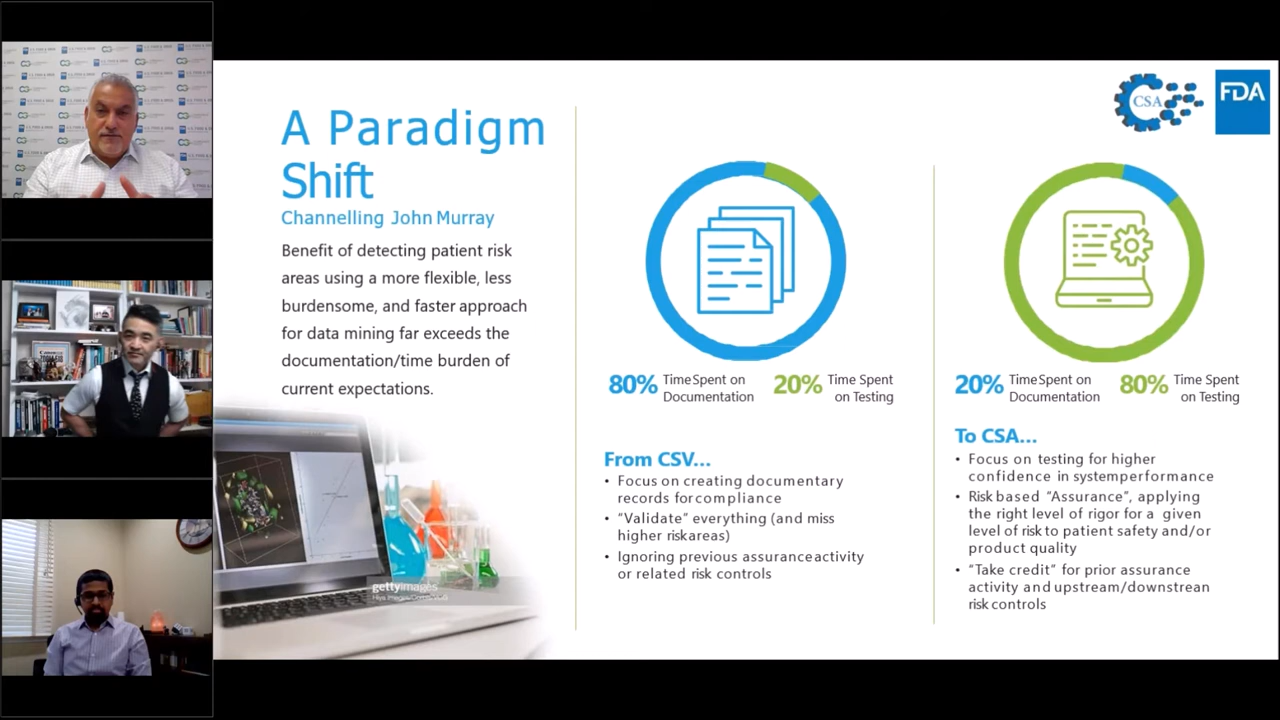 A Paradigm
Shift
Channelling John Murray
Benefit of detecting patient risk
areas using a more flexible, less
burdensome, and faster approach
for data mining far exceeds the
documentation/time burden of
current expectations.
gettyimages
80% Time Spent on
Documentation
20% Time Spent
on Testing
From CSV...
• Focus on creating documentary
records for compliance
• “Validate” everything (and miss
higher risk areas)
• Ignoring previous assurance activity
or related risk controls
CSA
FDA
20% Time Spent on
Documentation
80% Time Spent
on Testing
To CSA...
• Focus on testing for higher
confidence in system performance
• Risk based “Assurance”, applying
the right level of rigor for a given
level of risk to patient safety and/or
product quality
• “Take credit” for prior assurance
activity and upstream/downstream
risk controls